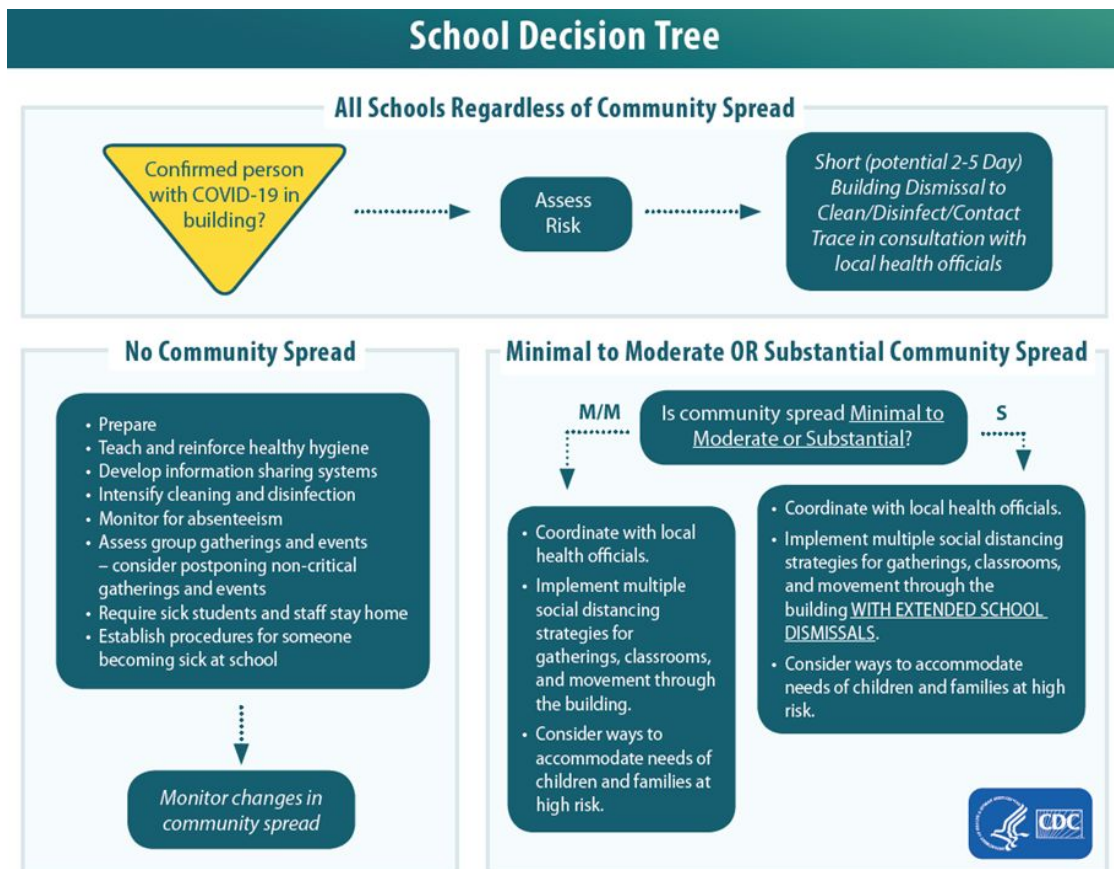 School Decision Tree
All Schools Regardless of Community Spread
Confirmed person
with COVID-19 in
building?
Assess
Risk
Short (potential 2-5 Day)
Building Dismissal to
Clean/Disinfect/Contact
Trace in consultation with
local health officials
No Community Spread
• Prepare
• Teach and reinforce healthy hygiene
• Develop information sharing systems
• Intensify cleaning and disinfection
• Monitor for absenteeism
• Assess group gatherings and events
– consider postponing non-critical
gatherings and events
• Require sick students and staff stay home
• Establish procedures for someone
becoming sick at school
Monitor changes in
community spread
Minimal to Moderate OR Substantial Community Spread
Is community spread Minimal to
Moderate or Substantial?
M/M
• Coordinate with local
health officials.
• Implement multiple
social distancing
strategies for
gatherings, classrooms,
and movement through
the building.
• Consider ways to
accommodate needs of
children and families at
high risk.
S
• Coordinate with local health officials.
• Implement multiple social distancing
strategies for gatherings, classrooms,
and movement through the
building WITH EXTENDED SCHOOL
DISMISSALS.
• Consider ways to accommodate
needs of children and families at high
risk.
CDC